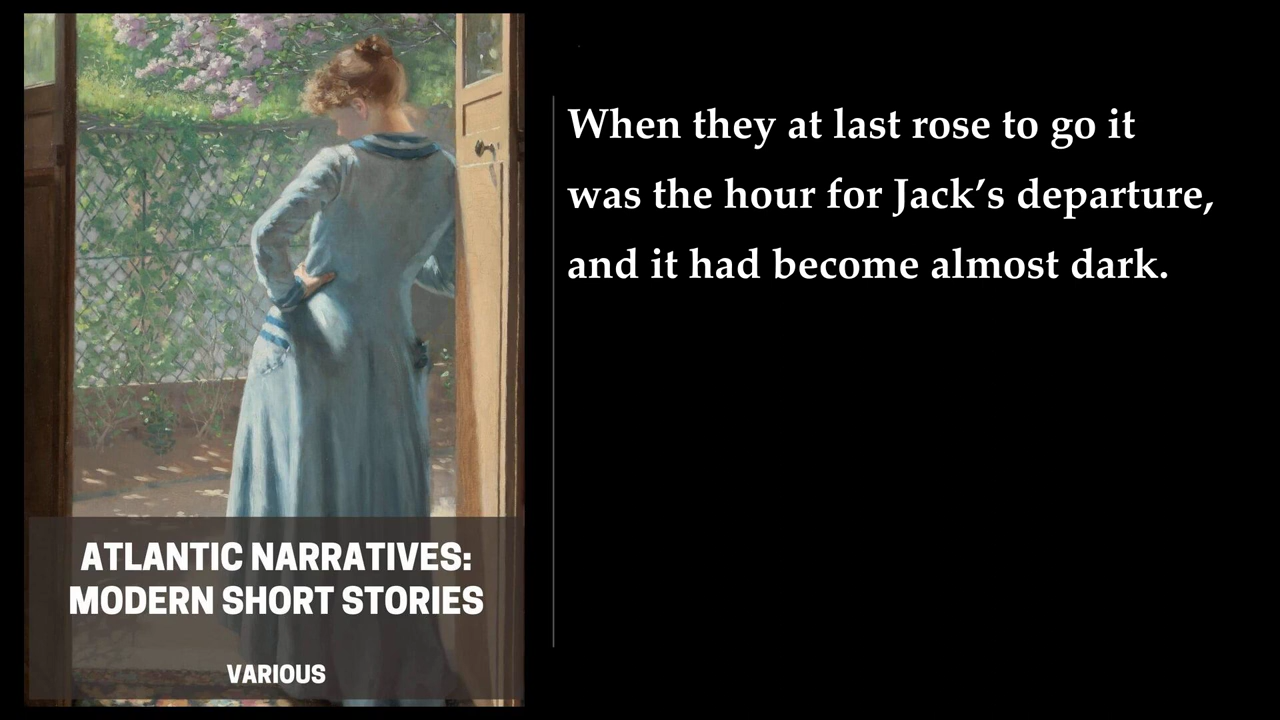 When they at last rose to go it
was the hour for Jack’s departure,
and it had become almost dark.
ATLANTIC NARRATIVES:
MODERN SHORT STORIES
VARIOUS